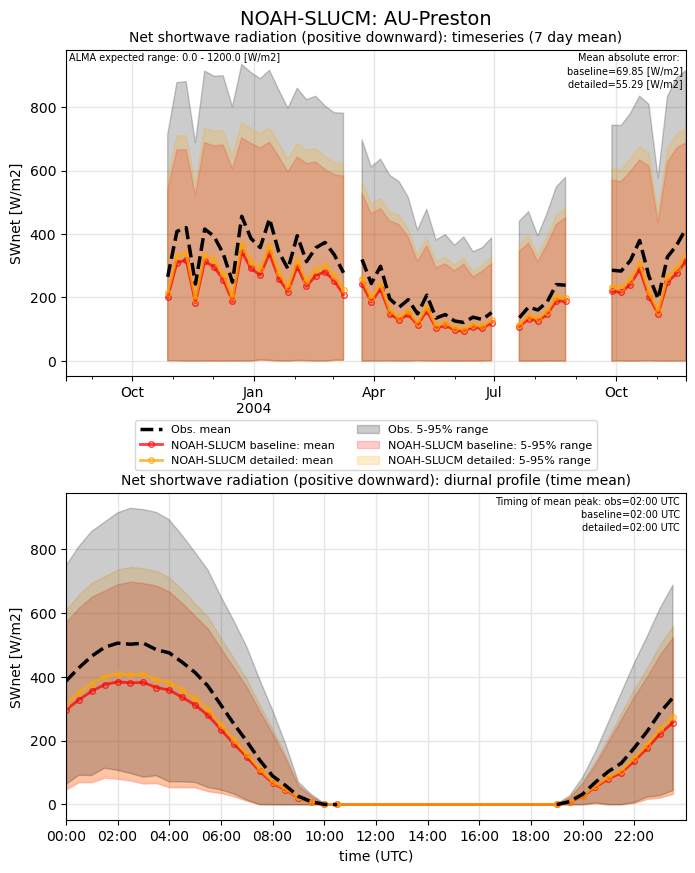 NOAH-SLUCM: AU-Preston
Net shortwave radiation (positive downward): timeseries (7 day mean)
ALMA expected range: 0.0 - 1200.0 [W/m2]
Mean absolute error:
baseline=69.85 [W/m2]
detailed=55.29 [W/m2]
SWnet [W/m2]
800
600
400
200
0
Oct
Jan
2004
Apr
Jul
Oct
Obs. mean
NOAH-SLUCM baseline: mean
NOAH-SLUCM detailed: mean
Obs. 5-95% range
NOAH-SLUCM baseline: 5-95% range
NOAH-SLUCM detailed: 5-95% range
Net shortwave radiation (positive downward): diurnal profile (time mean)
Timing of mean peak: obs=02:00 UTC
baseline=02:00 UTC
detailed=02:00 UTC
SWnet [W/m2]
800
600
400
200
0
00:00
02:00
04:00
06:00
08:00
10:00
12:00
14:00
16:00
18:00
20:00
22:00
time (UTC)